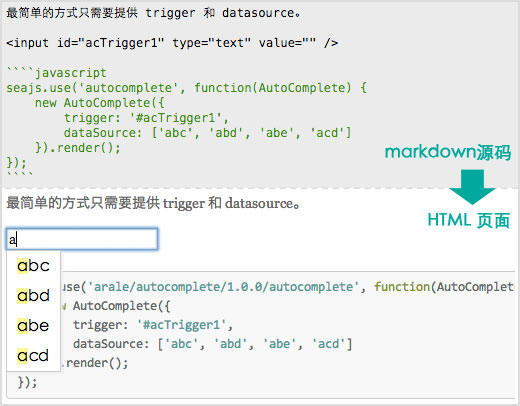 最简单的方式只需要提供 trigger 和 datasource。
<input id="acTrigger1" type="text" value="" />
````javascript
seajs.use('autocomplete', function(AutoComplete) {
    new AutoComplete({
        trigger: '#acTrigger1',
        dataSource: ['abc', 'abd', 'abe', 'acd']
    }).render();
});
````
markdown源码
HTML 页面
最简单的方式只需要提供 trigger 和 datasource。
a
abc
abd
abe
acd
use('arale/autocomplete/1.0.0/autocomplete', function(AutoComplete
w AutoComplete({
trigger: '#acTrigger1',
dataSource: ['abc', 'abd', 'abe', 'acd']
.render();
});